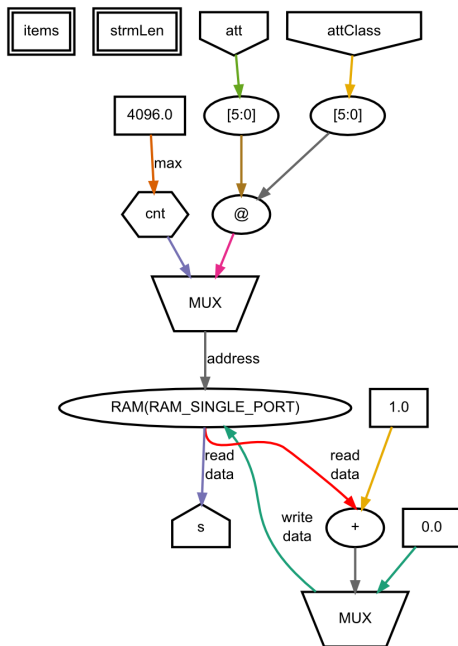 items
strmLen
att
attClass
4096.0
[5:0]
[5:0]
max
cnt
@
MUX
address
RAM(RAM_SINGLE_PORT)
1.0
read
data
read
data
s
write
data
+
0.0
MUX